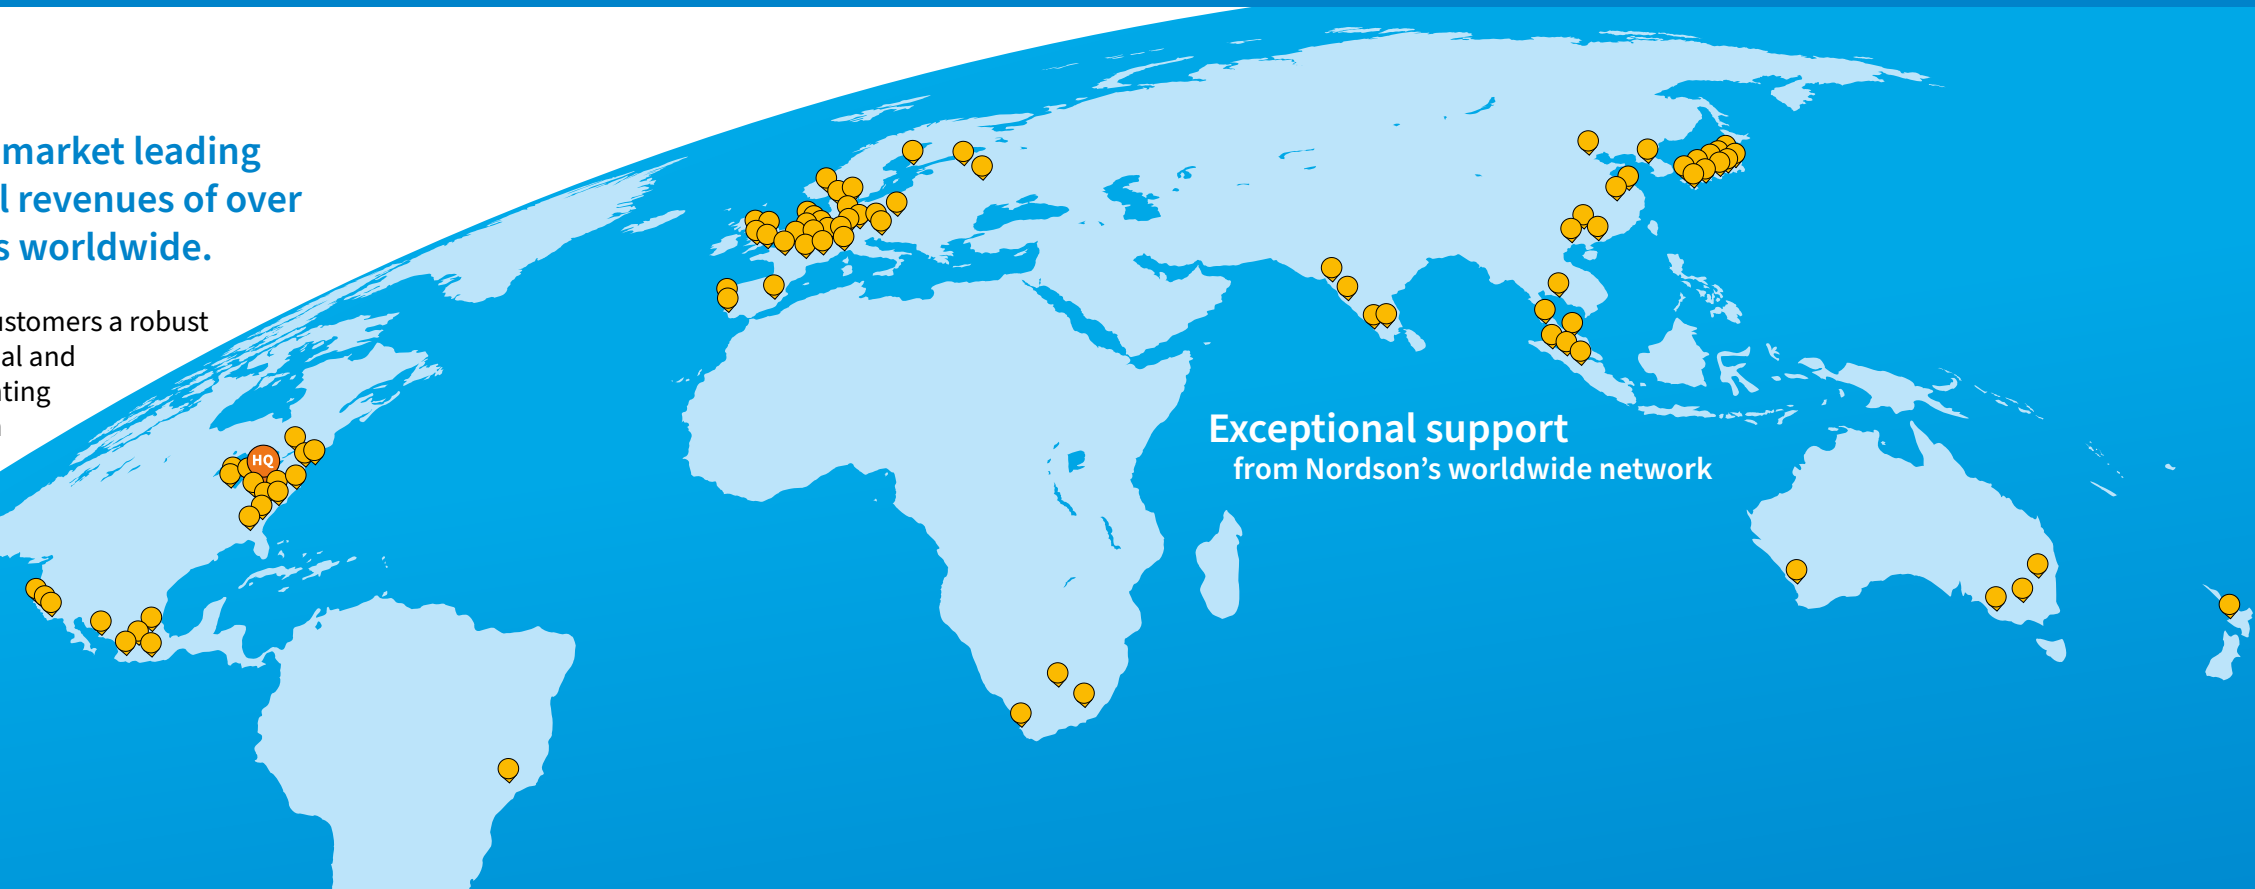 market leading
l revenues of over
s worldwide.
ustomers a robust
al and
ting
HQ
Exceptional support
from Nordson’s worldwide network